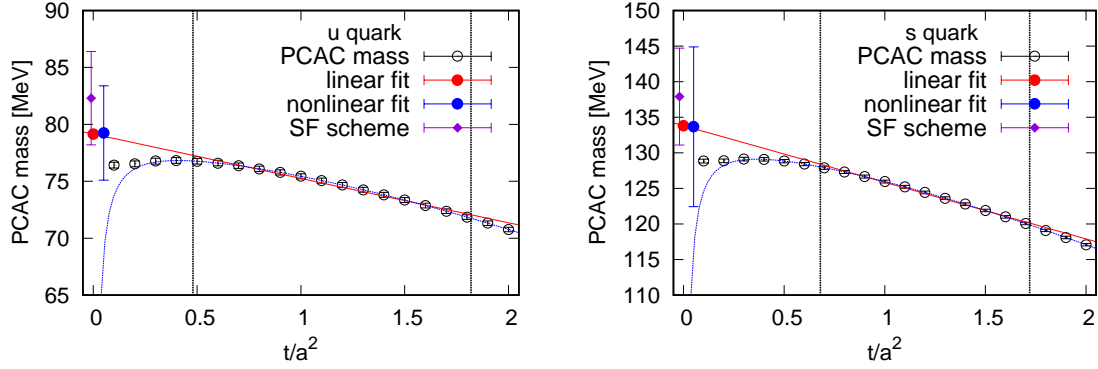 PCAC mass [MeV]
90
85
80
75
70
65
u quark
PCAC mass
linear fit
nonlinear fit
SF scheme
0
0.5
1
1.5
2
t/a²
PCAC mass [MeV]
150
145
140
135
130
125
120
115
110
s quark
PCAC mass
linear fit
nonlinear fit
SF scheme
0
0.5
1
1.5
2
t/a²